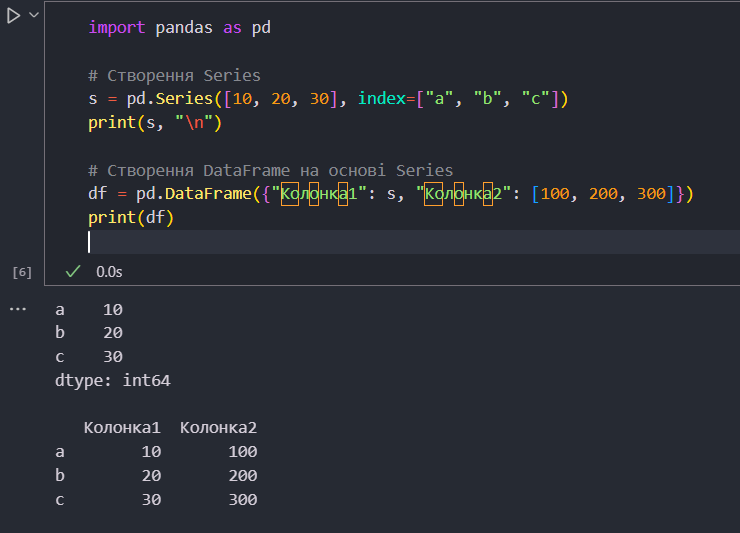 import pandas as pd
# Створення Series
s = pd.Series([10, 20, 30], index=["a", "b", "c"])
print(s, "\n")
# Створення DataFrame на основі Series
df = pd.DataFrame({"Колонка1": s, "Колонка2": [100, 200, 300]})
print(df)
[6] 0.0s
a    10
b    20
c    30
dtype: int64
   Колонка1  Колонка2
a        10       100
b        20       200
c        30       300